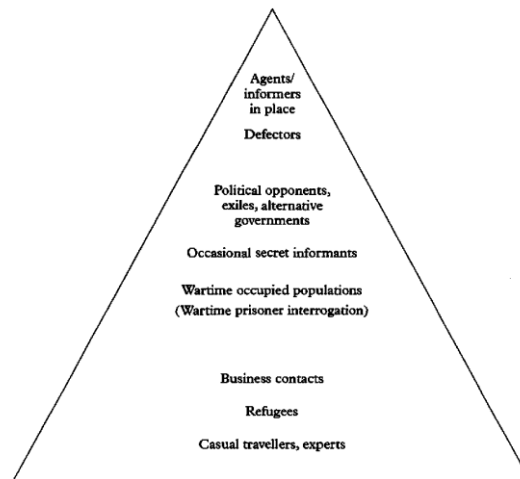 Agents/
informers
in place
Defectors
Political opponents,
exiles, alternative
governments
Occasional secret informants
Wartime occupied populations
(Wartime prisoner interrogation)
Business contacts
Refugees
Casual travellers, experts